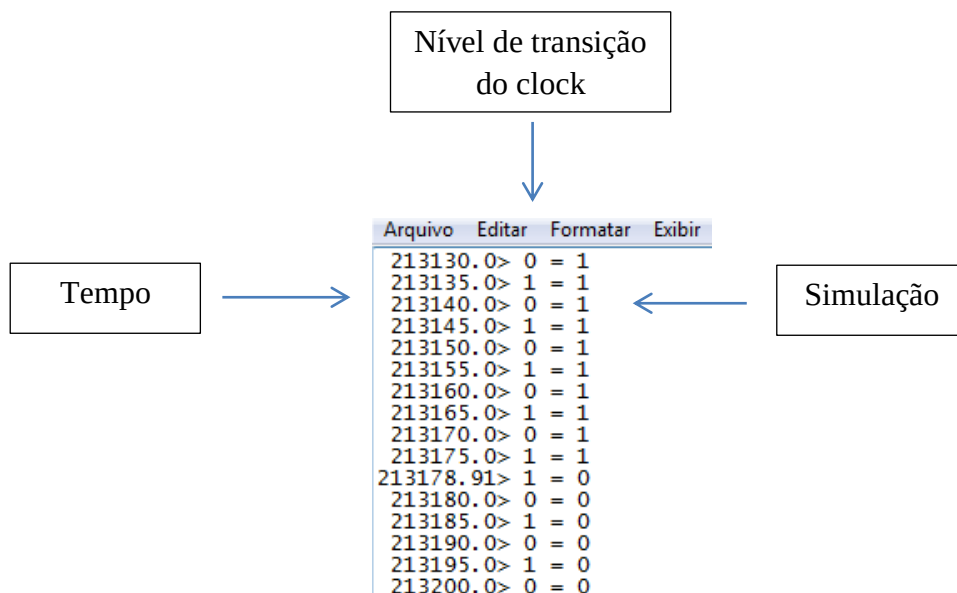 Nível de transição
do clock
Arquivo Editar Formatar Exibir
Tempo
Simulação
213130.0> 0 = 1
213135.0> 1 = 1
213140.0> 0 = 1
213145.0> 1 = 1
213150.0> 0 = 1
213155.0> 1 = 1
213160.0> 0 = 1
213165.0> 1 = 1
213170.0> 0 = 1
213175.0> 1 = 1
213178.91> 1 = 0
213180.0> 0 = 0
213185.0> 1 = 0
213190.0> 0 = 0
213195.0> 1 = 0
213200.0> 0 = 0